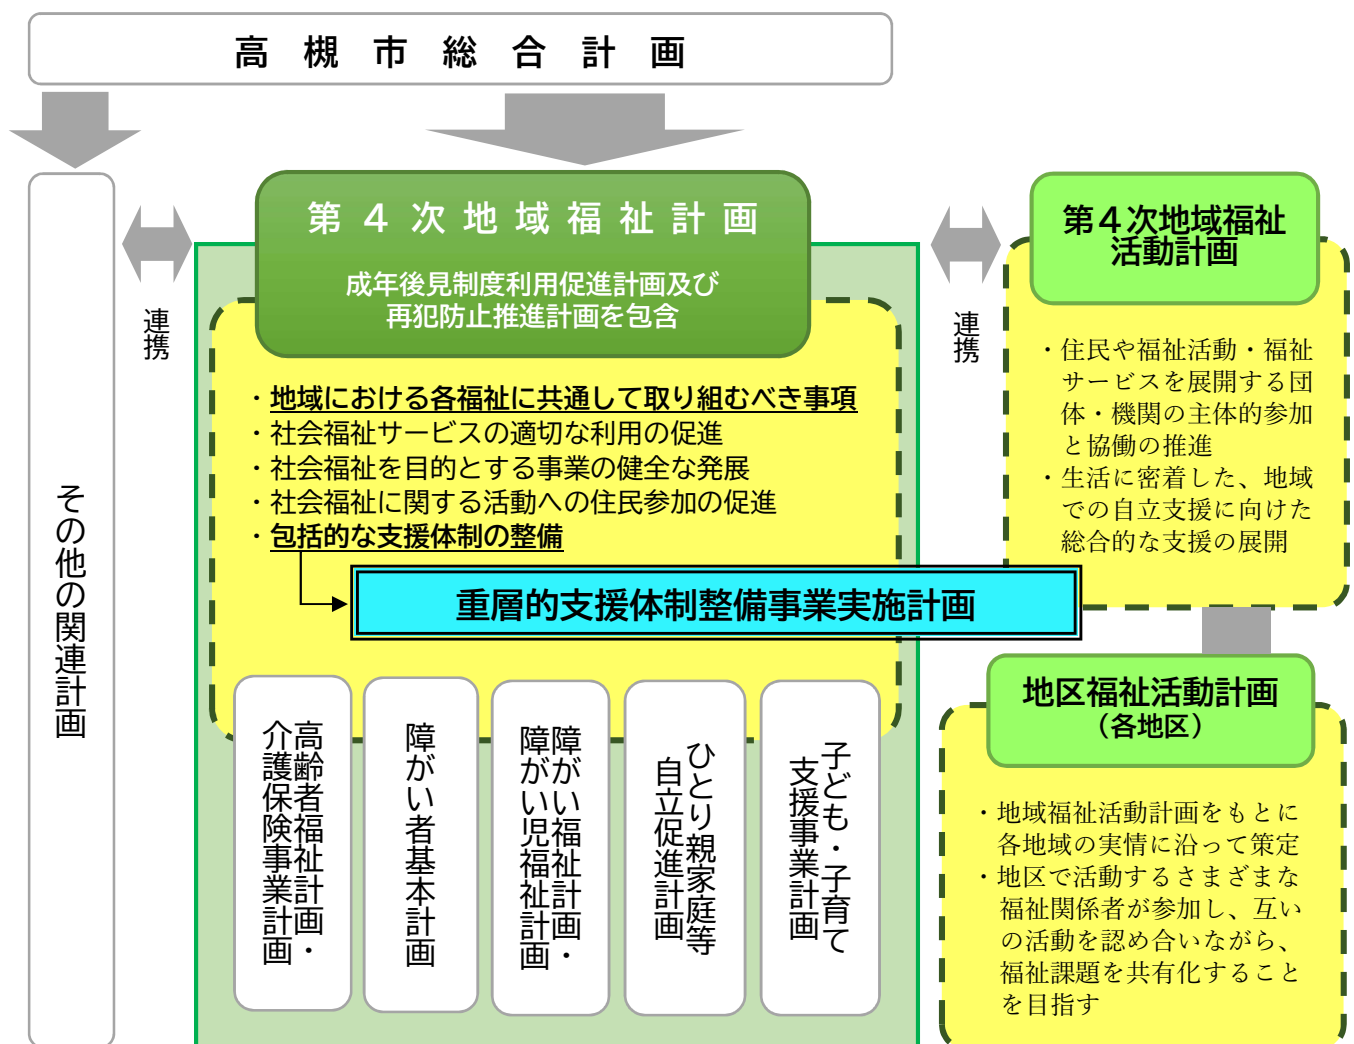 高槻市総合計画
第４次地域福祉計画
成年後見制度利用促進計画及び
再犯防止推進計画を包含
第４次地域福祉
活動計画
連携
連携
その他の関連計画
・地域における各福祉に共通して取り組むべき事項
・社会福祉サービスの適切な利用の促進
・社会福祉を目的とする事業の健全な発展
・社会福祉に関する活動への住民参加の促進
・包括的な支援体制の整備
重層的支援体制整備事業実施計画
・住民や福祉活動・福祉
サービスを展開する団
体・機関の主体的参加
と協働の推進
・生活に密着した、地域
での自立支援に向けた
総合的な支援の展開
高齢者福祉計画・
介護保険事業計画
障がい者基本計画
障がい福祉計画・
障がい児福祉計画
ひとり親家庭等
自立促進計画
子ども・子育て
支援事業計画
地区福祉活動計画
（各地区）
・地域福祉活動計画をもとに
各地域の実情に沿って策定
・地区で活動するさまざまな
福祉関係者が参加し、互い
の活動を認め合いながら、
福祉課題を共有化すること
を目指す